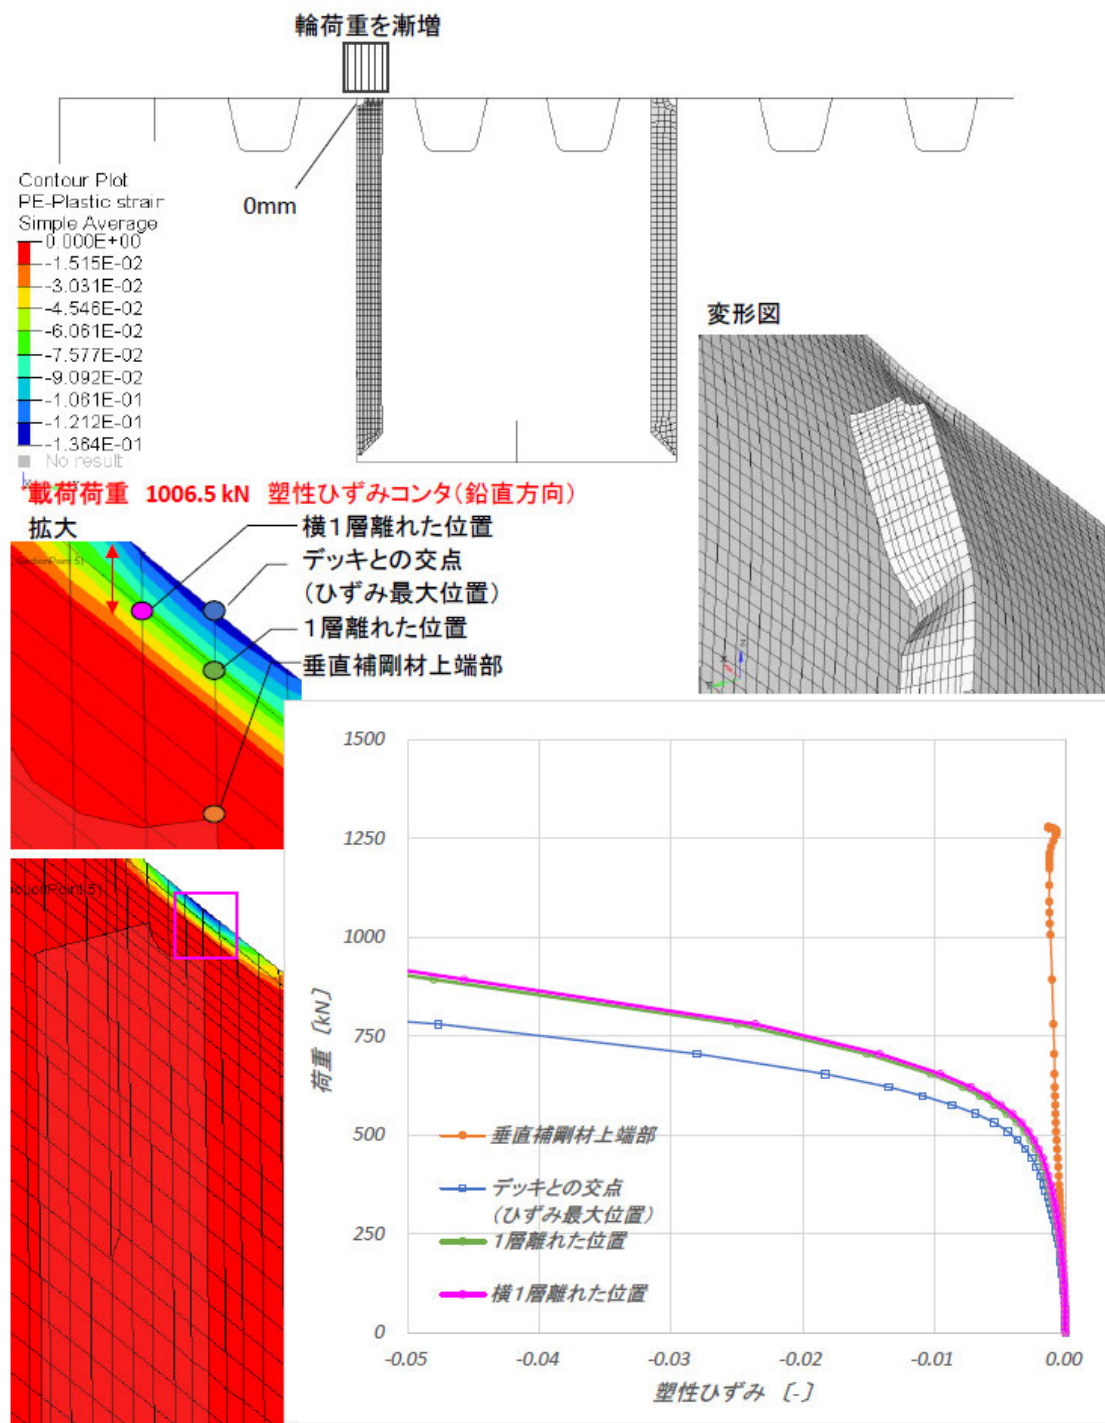 輪荷重を漸増
0mm
Contour Plot
PE-Plastic strain
Simple Average
0.000E+00
-1.515E-02
-3.031E-02
-4.546E-02
-6.061E-02
-7.577E-02
-9.092E-02
-1.061E-01
-1.212E-01
-1.364E-01
No result
変形図
載荷荷重 1006.5 kN 塑性ひずみコンタ(鉛直方向)
拡大
横1層離れた位置
デッキとの交点
(ひずみ最大位置)
1層離れた位置
垂直補剛材上端部
Z
X
Y
1500
1250
1000
750
500
250
0
荷重 〔kN〕
垂直補剛材上端部
デッキとの交点
(ひずみ最大位置)
1層離れた位置
横1層離れた位置
-0.05
-0.04
-0.03
-0.02
-0.01
0.00
塑性ひずみ 〔-〕